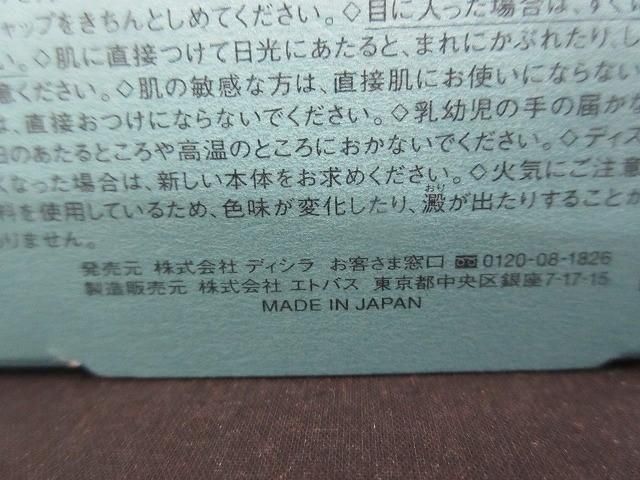 ャップをきちんとしめてください。◇目に入った場合は、すぐに
い。◇肌に直接つけて日光にあたると、まれにかぶれたり、し
意ください。◇肌の敏感な方は、直接肌にお使いにならない
は、直接おつけにならないでください。◇乳幼児の手の届か
日のあたるところや高温のところにおかないでください。◇ディス
くなった場合は、新しい本体をお求めください。◇火気にご注意
料を使用しているため、色味が変化したり、澱が出たりすることが
おり
りません。
発売元 株式会社 ディシラ お客さま窓口 0120-08-1826
製造販売元 株式会社 エトバス 東京都中央区銀座7-17-15
MADE IN JAPAN